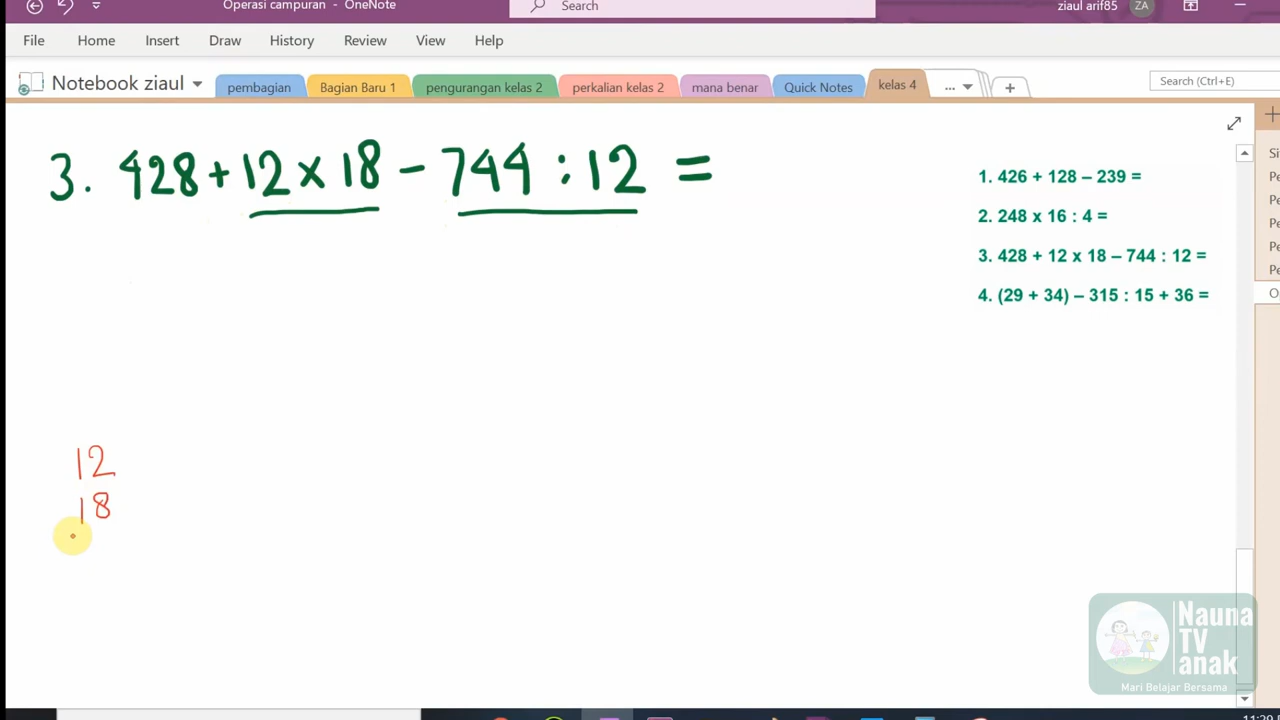 Operasi campuran - OneNote
Search
ziaul arif85
ZA
File Home Insert Draw History Review View Help
Notebook ziaul
pembagian
Bagian Baru 1
pengurangan kelas 2
perkalian kelas 2
mana benar
Quick Notes
kelas 4
...
+
Search (Ctrl+E)
3. 428 + 12 x 18 - 744 : 12 =
1. 426 + 128 – 239 =
2. 248 x 16 : 4 =
3. 428 + 12 x 18 – 744 : 12 =
4. (29 + 34) – 315 : 15 + 36 =
12
18
Nauna
TV
anak
Mari Belajar Bersama